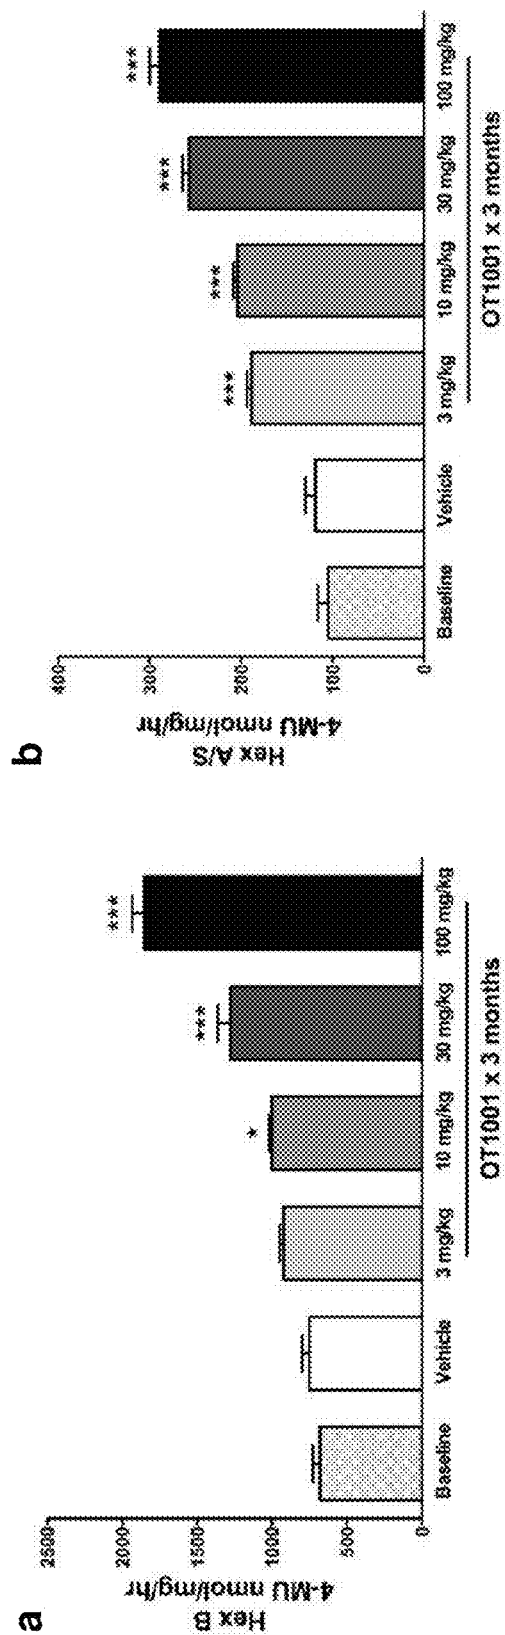 a
Hex B
4-MU nmol/mg/hr
2500
2000
1500
1000
500
0
*
***
***
Baseline
Vehicle
3 mg/kg
10 mg/kg
30 mg/kg
100 mg/kg
OT1001 x 3 months
b
Hex A/S
4-MU nmol/mg/hr
400
300
200
100
0
***
***
***
***
Baseline
Vehicle
3 mg/kg
10 mg/kg
30 mg/kg
100 mg/kg
OT1001 x 3 months